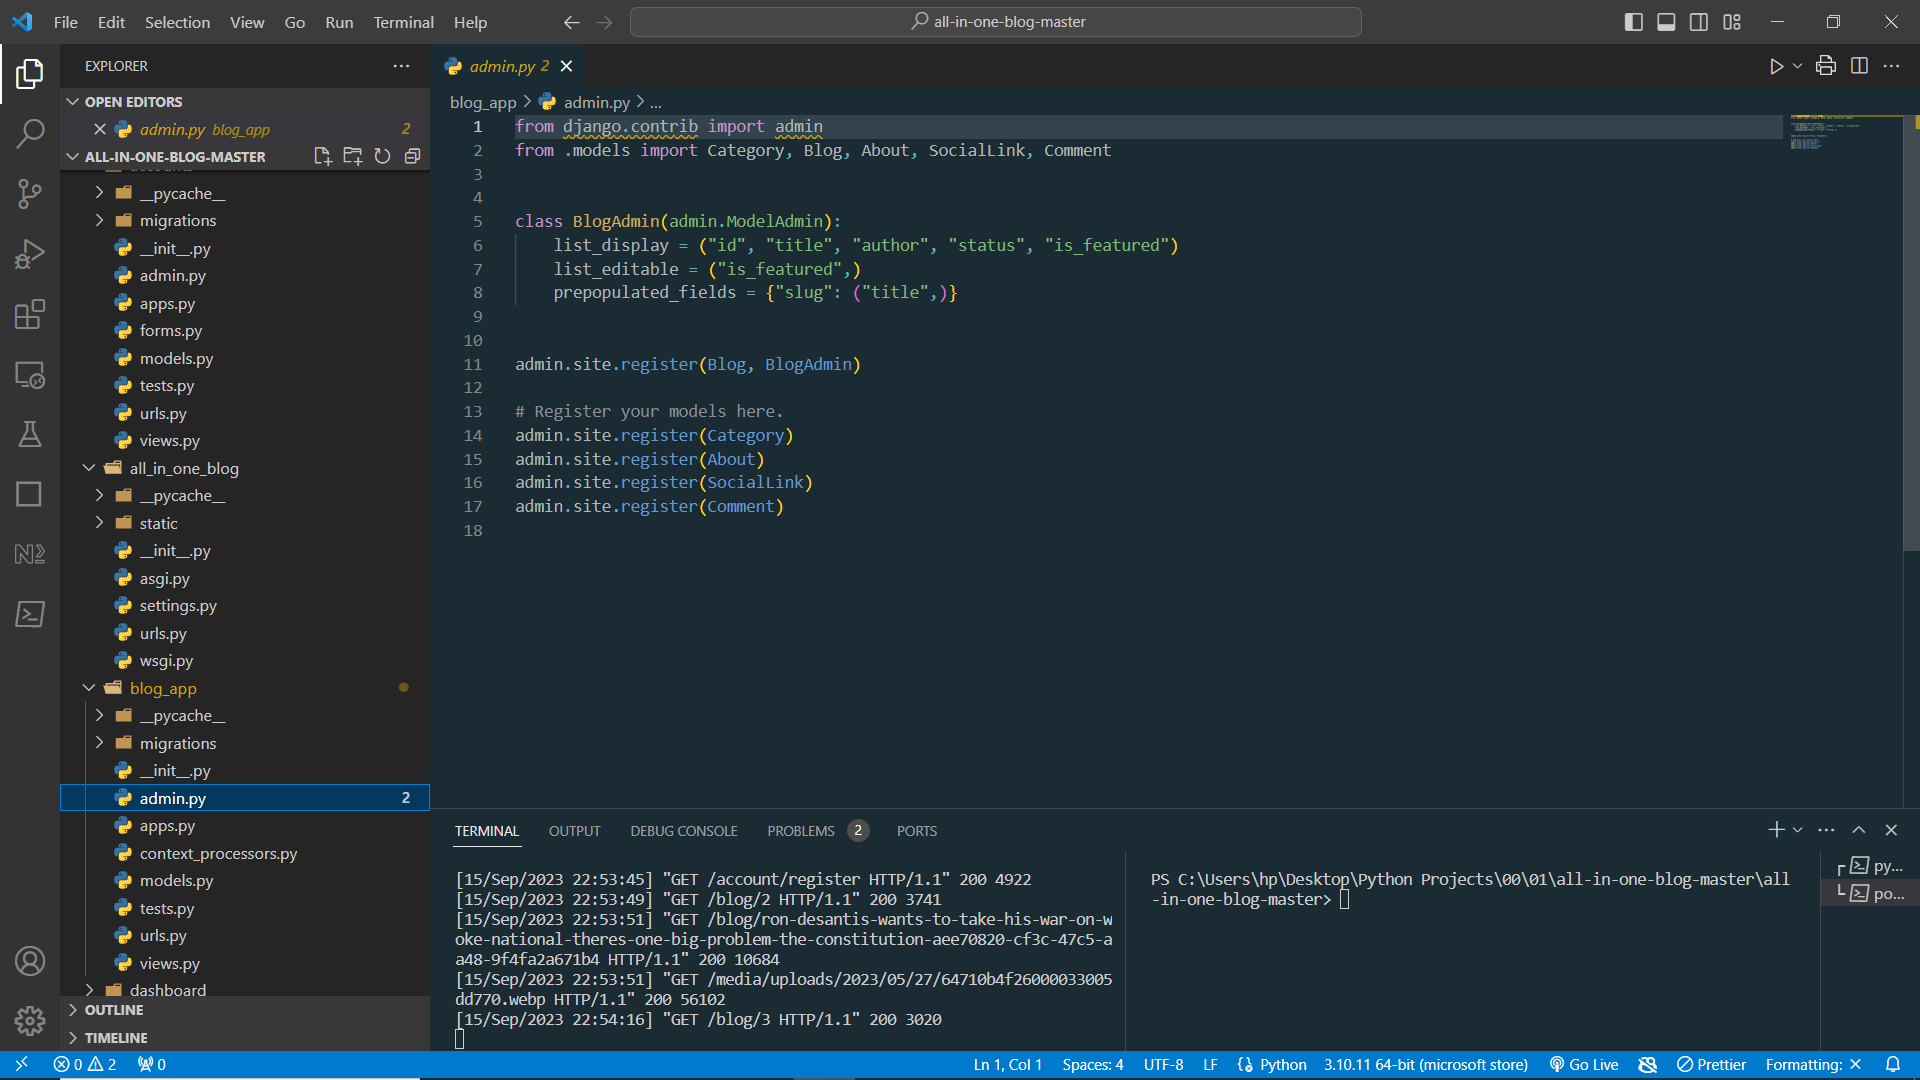 File Edit Selection View Go Run Terminal Help
all-in-one-blog-master
EXPLORER
OPEN EDITORS
admin.py blog_app 2
ALL-IN-ONE-BLOG-MASTER
__pycache__
migrations
__init__.py
admin.py
apps.py
forms.py
models.py
tests.py
urls.py
views.py
all_in_one_blog
__pycache__
static
__init__.py
asgi.py
settings.py
urls.py
wsgi.py
blog_app
__pycache__
migrations
__init__.py
admin.py 2
apps.py
context_processors.py
models.py
tests.py
urls.py
views.py
dashboard
OUTLINE
TIMELINE
admin.py 2
blog_app > admin.py > ...
1 from django.contrib import admin
2 from .models import Category, Blog, About, SocialLink, Comment
3
4
5 class BlogAdmin(admin.ModelAdmin):
6 list_display = ("id", "title", "author", "status", "is_featured")
7 list_editable = ("is_featured",)
8 prepopulated_fields = {"slug": ("title",)}
9
10
11 admin.site.register(Blog, BlogAdmin)
12
13 # Register your models here.
14 admin.site.register(Category)
15 admin.site.register(About)
16 admin.site.register(SocialLink)
17 admin.site.register(Comment)
18
TERMINAL OUTPUT DEBUG CONSOLE PROBLEMS 2 PORTS
[15/Sep/2023 22:53:45] "GET /account/register HTTP/1.1" 200 4922
[15/Sep/2023 22:53:49] "GET /blog/2 HTTP/1.1" 200 3741
[15/Sep/2023 22:53:51] "GET /blog/ron-desantis-wants-to-take-his-war-on-w
oke-national-theres-one-big-problem-the-constitution-aee70820-cf3c-47c5-a
a48-9f4fa2a671b4 HTTP/1.1" 200 10684
[15/Sep/2023 22:53:51] "GET /media/uploads/2023/05/27/64710b4f26000033005
dd770.webp HTTP/1.1" 200 56102
[15/Sep/2023 22:54:16] "GET /blog/3 HTTP/1.1" 200 3020
PS C:\Users\hp\Desktop\Python Projects\00\01\all-in-one-blog-master\all
-in-one-blog-master>
py...
po...
0 2 0
Ln 1, Col 1 Spaces: 4 UTF-8 LF Python 3.10.11 64-bit (microsoft store) Go Live Prettier Formatting: ×